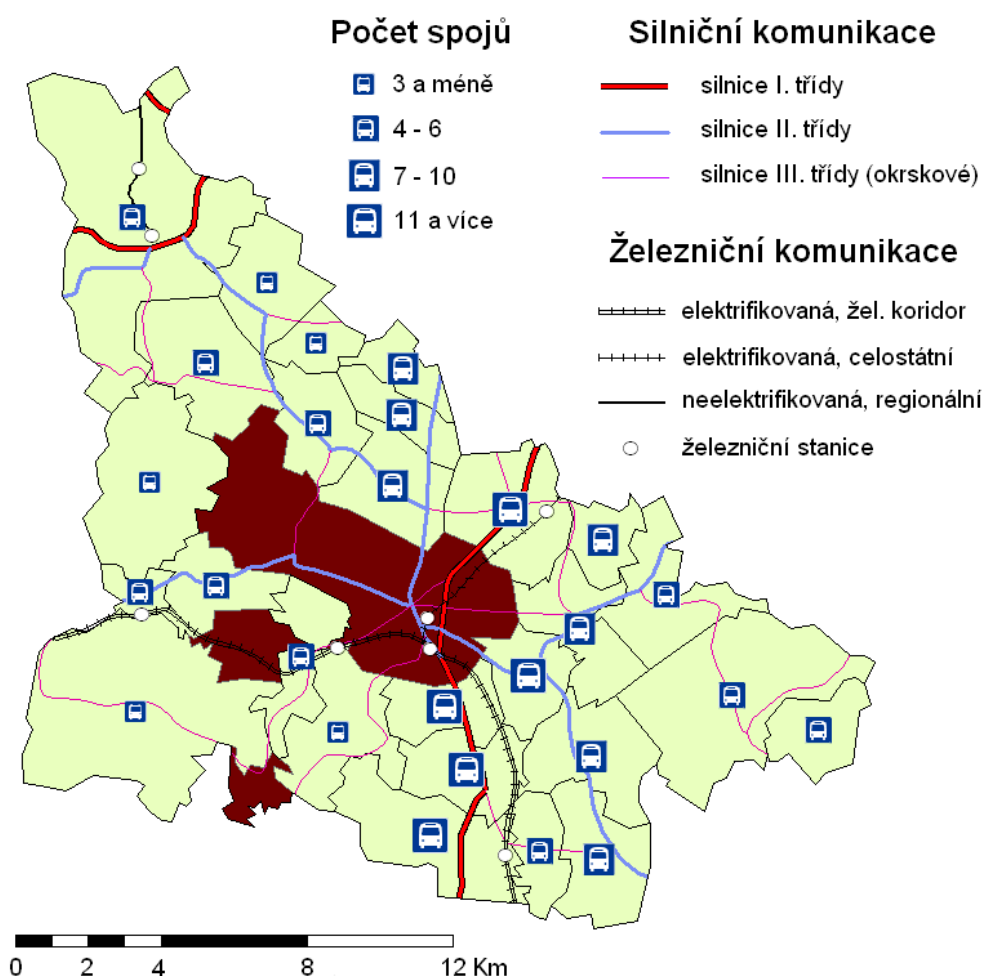 Počet spojů
3 a méně
4 - 6
7 - 10
11 a více
Silniční komunikace
silnice I. třídy
silnice II. třídy
silnice III. třídy (okrskové)
Železniční komunikace
elektrifikovaná, žel. koridor
elektrifikovaná, celostátní
neelektrifikovaná, regionální
železniční stanice
0 2 4 8 12 Km